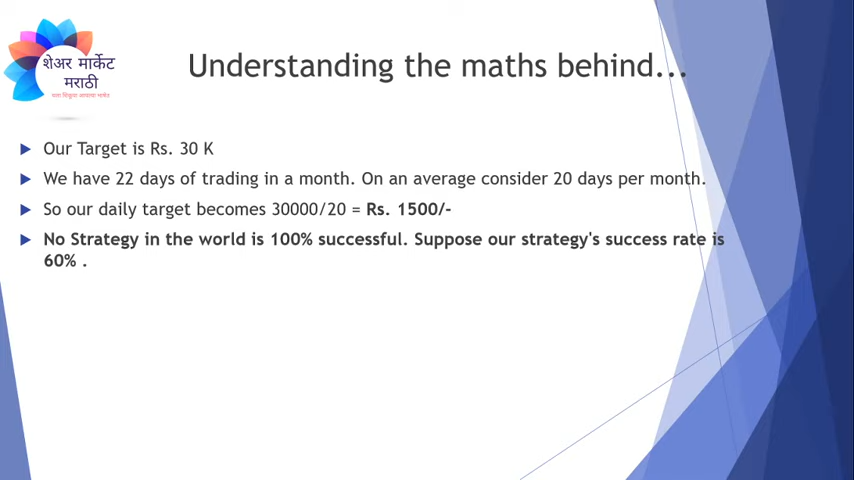 शेअर मार्केट
मराठी
Understanding the maths behind...
Our Target is Rs. 30 K
We have 22 days of trading in a month. On an average consider 20 days per month.
So our daily target becomes 30000/20 = Rs. 1500/-
No Strategy in the world is 100% successful. Suppose our strategy's success rate is
60% .